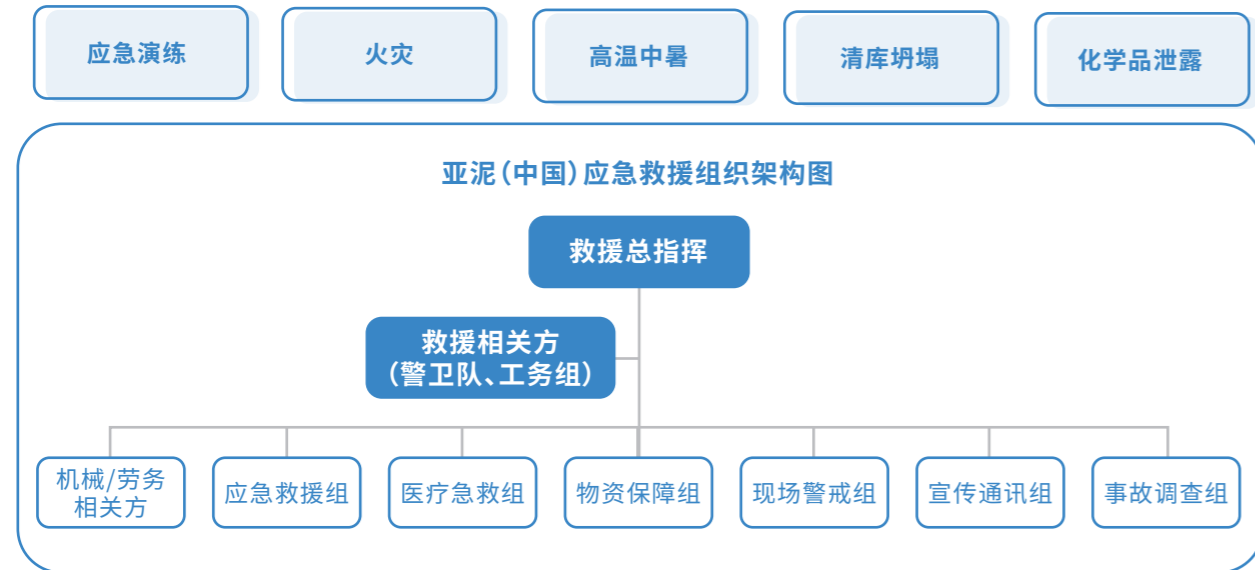 应急演练
火灾
高温中暑
清库坍塌
化学品泄露
亚泥(中国)应急救援组织架构图
救援总指挥
救援相关方
(警卫队、工务组)
机械/劳务
相关方
应急救援组
医疗急救组
物资保障组
现场警戒组
宣传通讯组
事故调查组